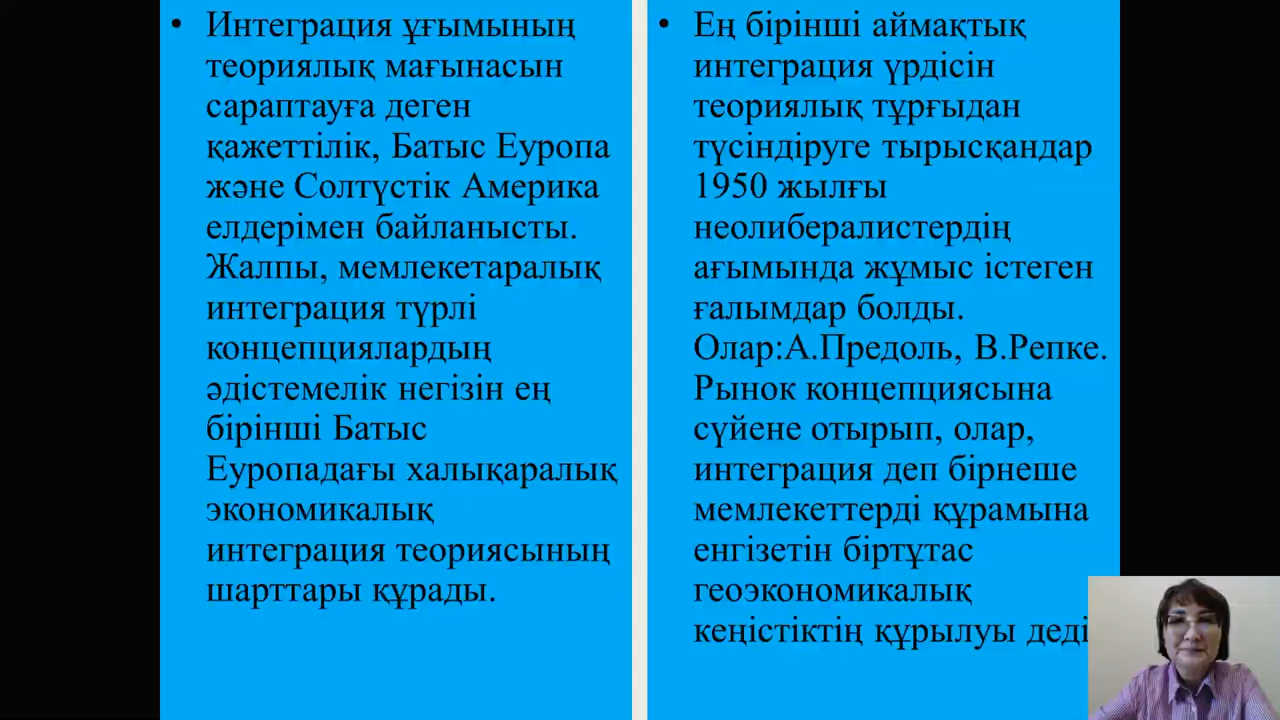 • Интеграция ұғымының
теориялық мағынасын
сараптауға деген
қажеттілік, Батыс Еуропа
және Солтүстік Америка
елдерімен байланысты.
Жалпы, мемлекетаралық
интеграция түрлі
концепциялардың
әдістемелік негізін ең
бірінші Батыс
Еуропадағы халықаралық
экономикалық
интеграция теориясының
шарттары құрады.
• Ең бірінші аймақтық
интеграция үрдісін
теориялық тұрғыдан
түсіндіруге тырысқандар
1950 жылғы
неолибералистердің
ағымында жұмыс істеген
ғалымдар болды.
Олар:А.Предоль, В.Репке.
Рынок концепциясына
сүйене отырып, олар,
интеграция деп бірнеше
мемлекеттерді құрамына
енгізетін біртұтас
геоэкономикалық
кеңістіктің құрылуы деді